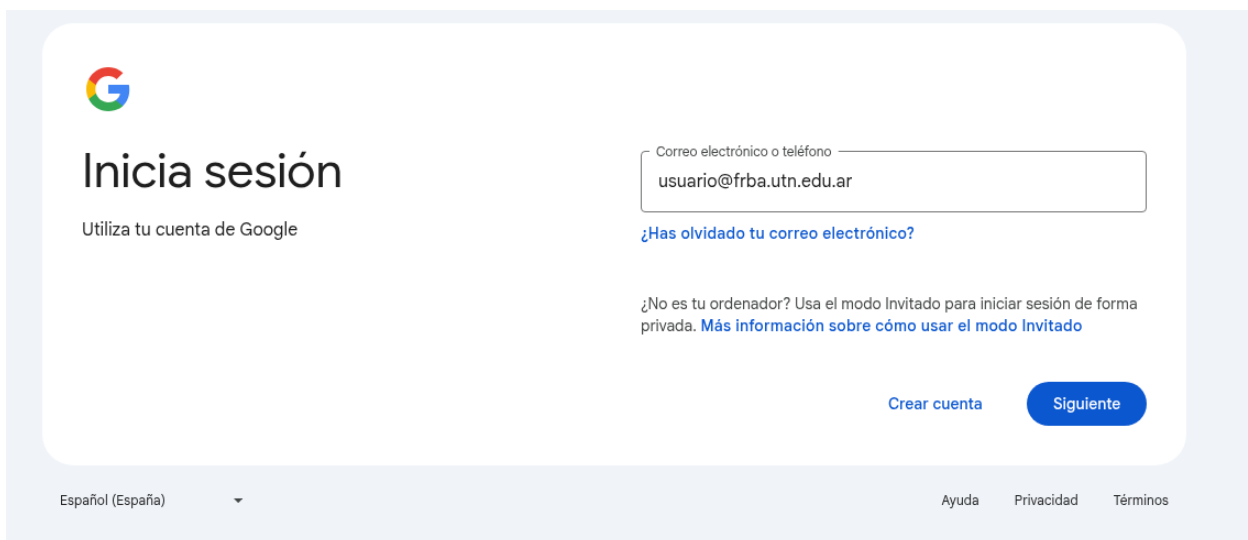 Inicia sesión
Utiliza tu cuenta de Google
Correo electrónico o teléfono
usuario@frba.utn.edu.ar
¿Has olvidado tu correo electrónico?
¿No es tu ordenador? Usa el modo Invitado para iniciar sesión de forma
privada. Más información sobre cómo usar el modo Invitado
Crear cuenta
Siguiente
Español (España)
Ayuda
Privacidad
Términos